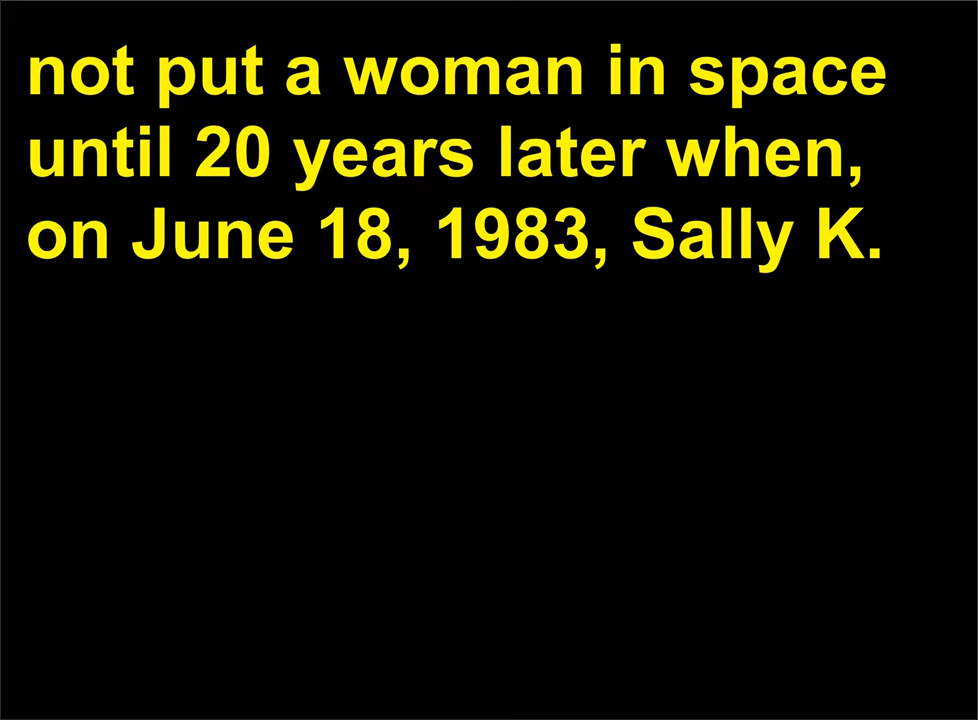 not put a woman in space
until 20 years later when,
on June 18, 1983, Sally K.